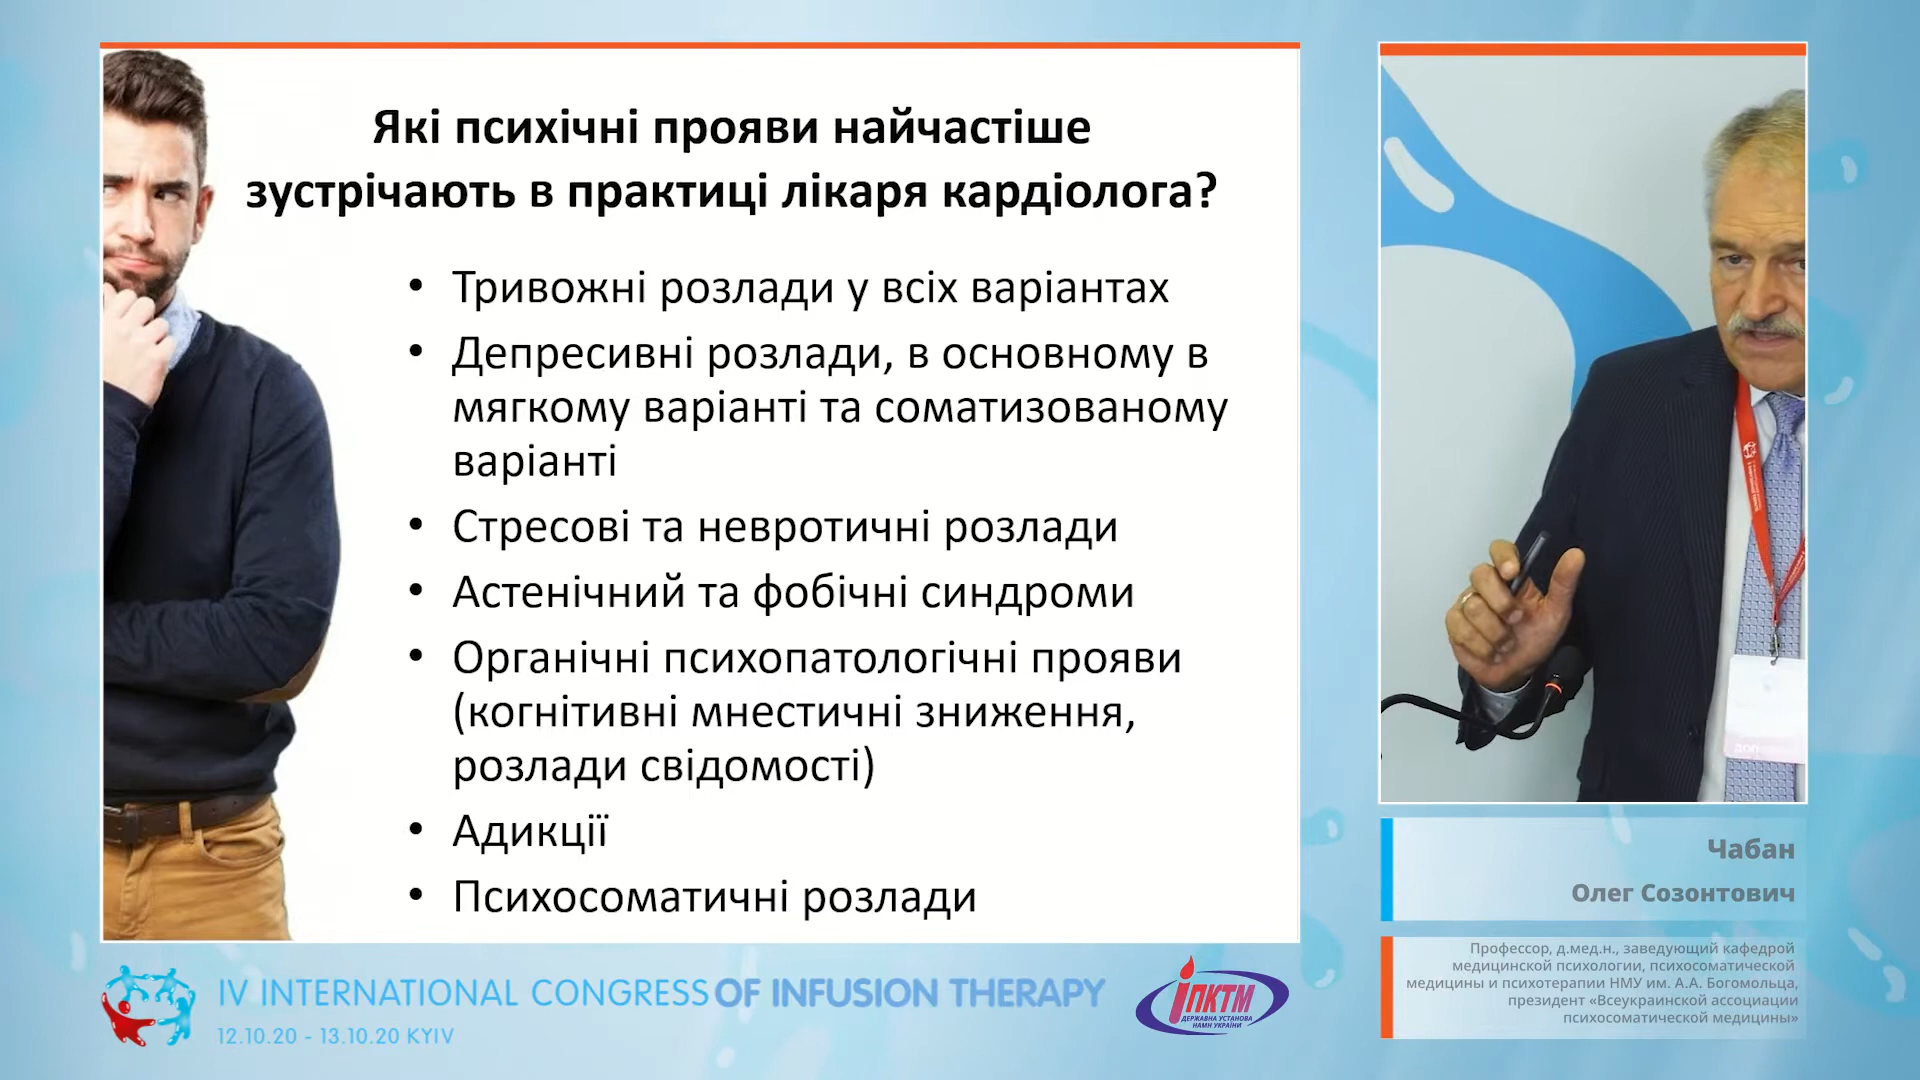 Які психічні прояви найчастіше
зустрічають в практиці лікаря кардіолога?
• Тривожні розлади у всіх варіантах
• Депресивні розлади, в основному в
мягкому варіанті та соматизованому
варіанті
• Стресові та невротичні розлади
• Астенічний та фобічні синдроми
• Органічні психопатологічні прояви
(когнітивні мнестичні зниження,
розлади свідомості)
• Адикції
• Психосоматичні розлади
Чабан
Олег Созонтович
Профессор, д.мед.н., заведующий кафедрой
медицинской психологии, психосоматической
медицины и психотерапии НМУ им. А.А. Богомольца,
президент «Всеукраинской ассоциации
психосоматической медицины»
IV INTERNATIONAL CONGRESS OF INFUSION THERAPY
12.10.20 - 13.10.20 KYIV
ІПКТМ
ДЕРЖАВНА УСТАНОВА
НАМН УКРАЇНИ